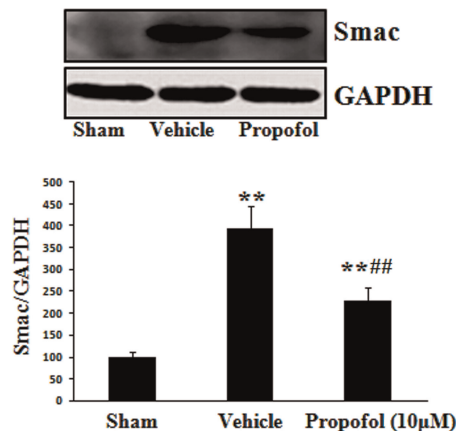 Smac
GAPDH
Sham Vehicle Propofol
Smac/GAPDH
500
450
400
350
300
250
200
150
100
50
0
**
**##
Sham Vehicle Propofol (10μM)